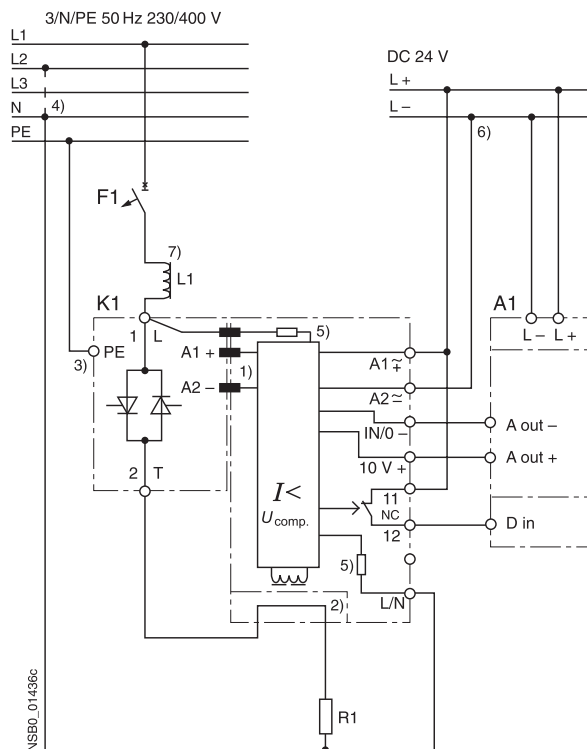 3/N/PE 50 Hz 230/400 V
L1
L2
L3
N 4)
PE
DC 24 V
L +
L –
6)
F1
7)
L1
K1
A1
1 L
5)
L – L +
3) PE
A1 +
1)
A1 ≂ +
A2 –
A2 ≃
IN/0 –
A out –
10 V +
A out +
2 T
I<
U comp.
11
NC
12
D in
5)
L/N
2)
R1
NSB0_01436c